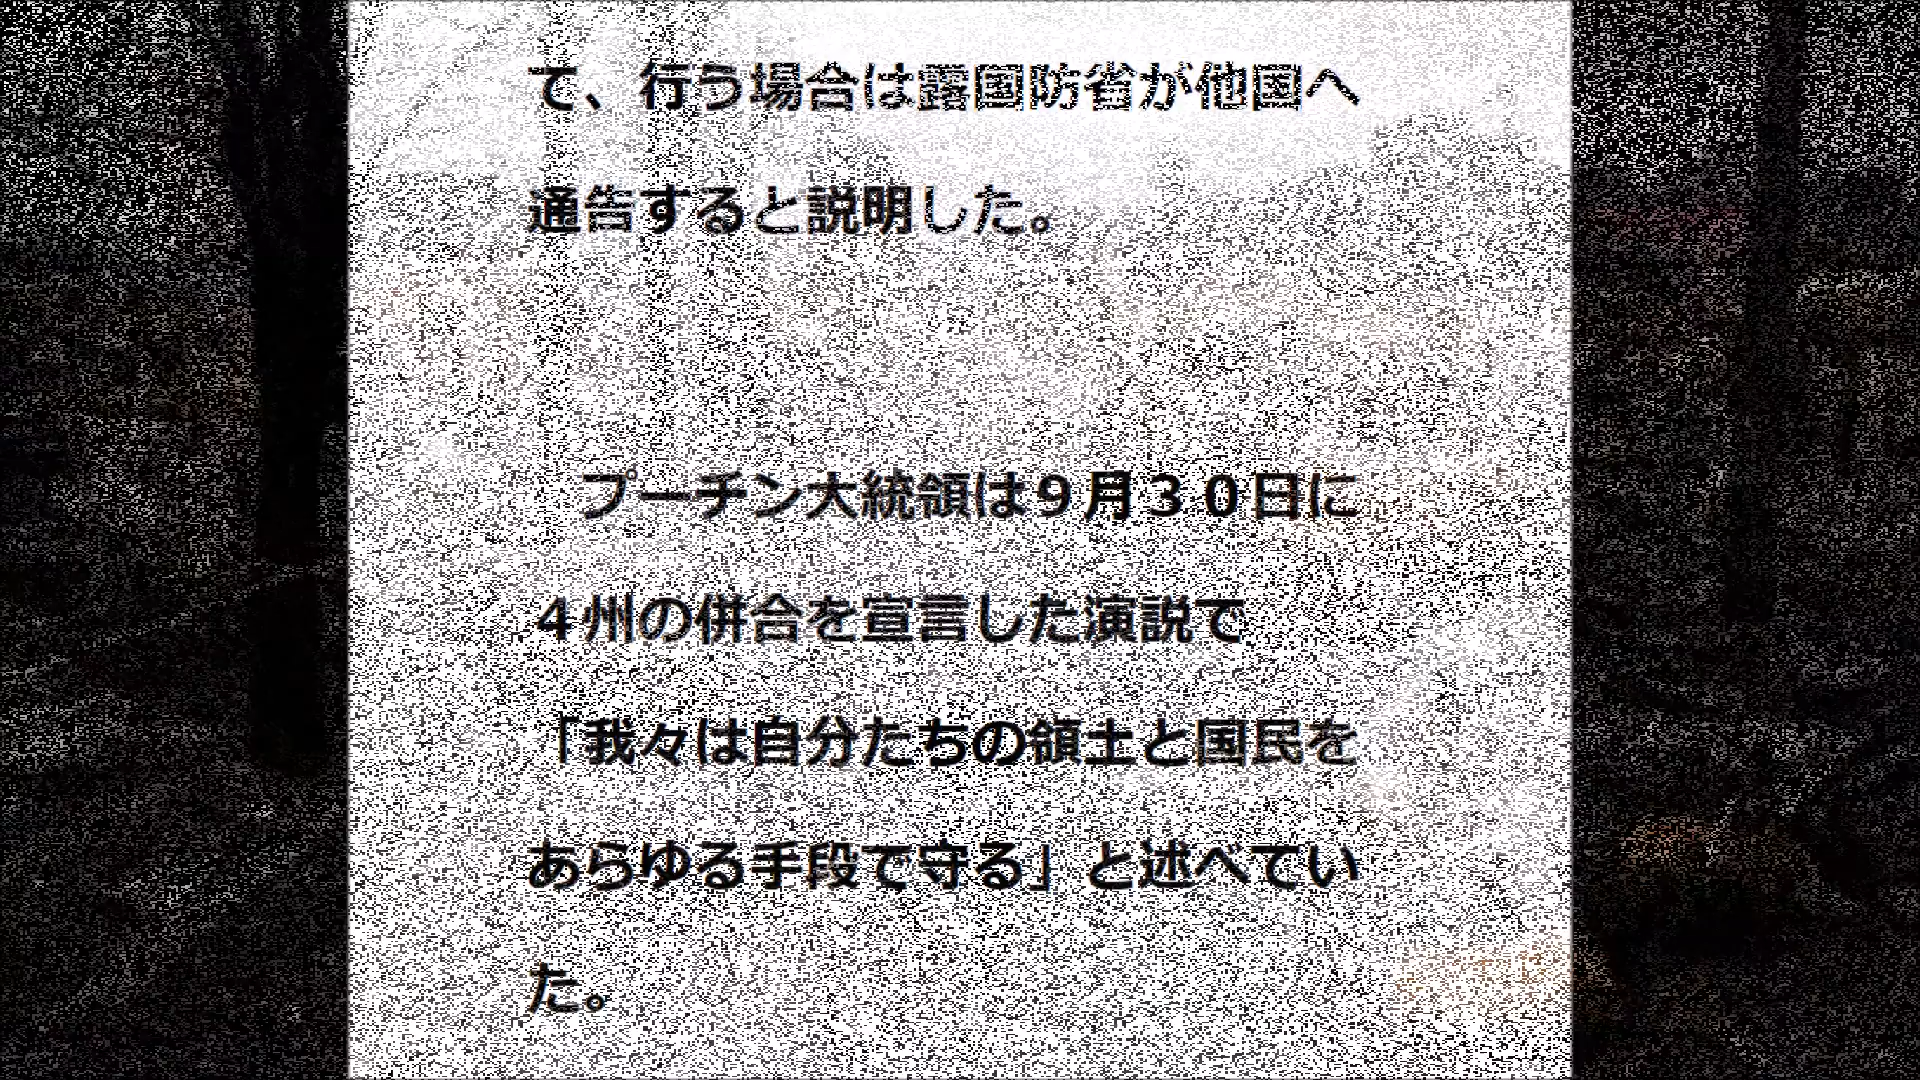 て、行う場合は露国防省が他国へ
通告すると説明した。
プーチン大統領は９月３０日に
４州の併合を宣言した演説で
「我々は自分たちの領土と国民を
あらゆる手段で守る」と述べてい
た。